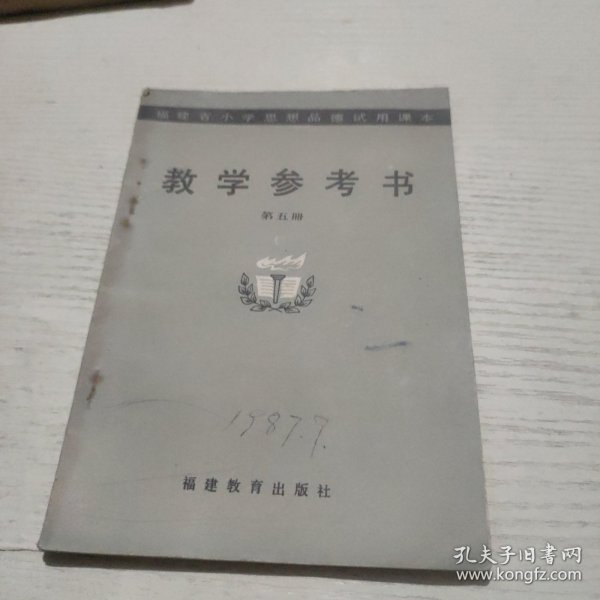 福建省小学思想品德试用课本
教学参考书
第五册
1987.9.
福建教育出版社
孔夫子旧书网
www.kongfz.com